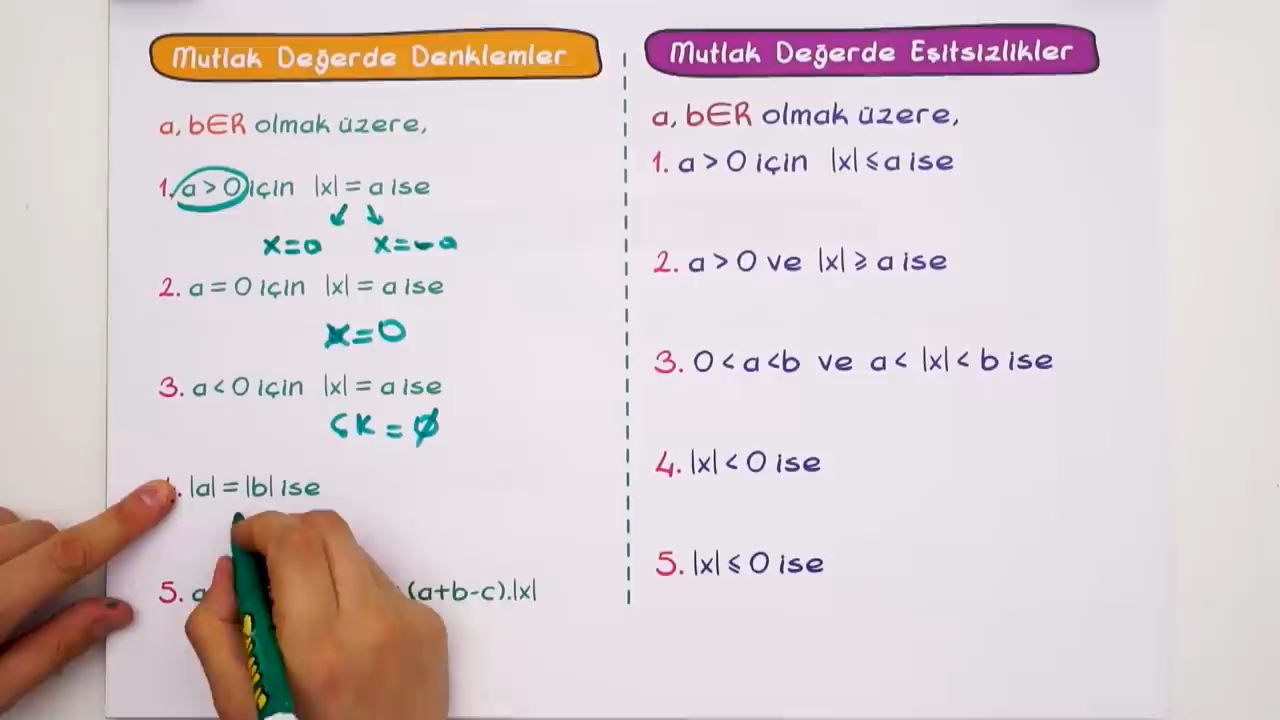 Mutlak Değerde Denklemler
a, b∈R olmak üzere,
1. a > 0 için |x| = a ise
x=a x=-a
2. a = 0 için |x| = a ise
x=0
3. a < 0 için |x| = a ise
ÇK = ∅
|a| = |b| ise
5. (a+b-c).|x|
Mutlak Değerde Eşitsizlikler
a, b∈R olmak üzere,
1. a > 0 için |x| ≤ a ise
2. a > 0 ve |x| ≥ a ise
3. 0 < a < b ve a < |x| < b ise
4. |x| < 0 ise
5. |x| ≤ 0 ise